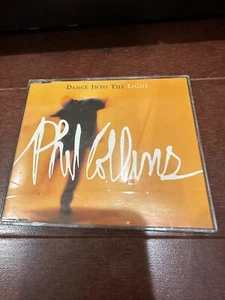 DANCE INTO THE LIGHT
Phil Collins